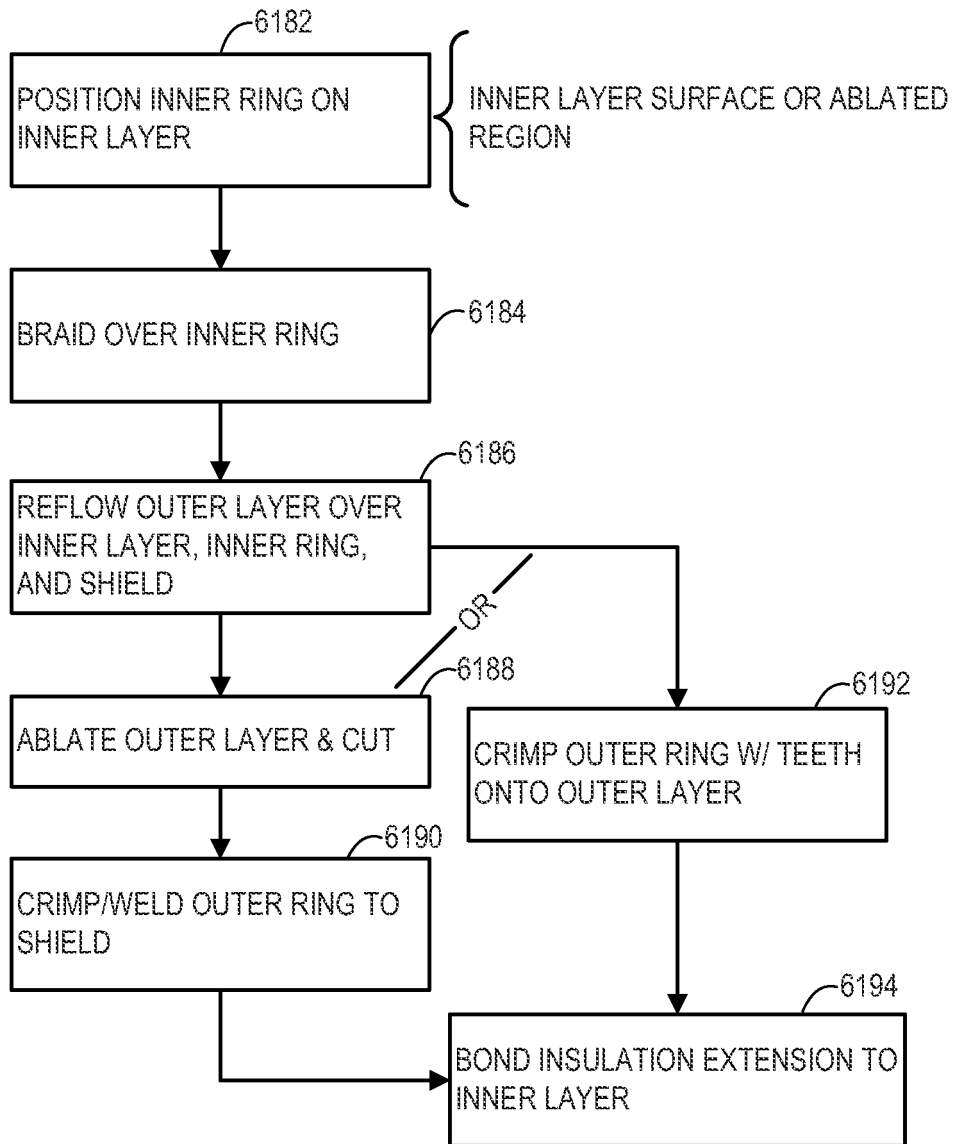 6182
POSITION INNER RING ON
INNER LAYER
INNER LAYER SURFACE OR ABLATED
REGION
6184
BRAID OVER INNER RING
6186
REFLOW OUTER LAYER OVER
INNER LAYER, INNER RING,
AND SHIELD
OR
6188
ABLATE OUTER LAYER & CUT
6192
CRIMP OUTER RING W/ TEETH
ONTO OUTER LAYER
6190
CRIMP/WELD OUTER RING TO
SHIELD
6194
BOND INSULATION EXTENSION TO
INNER LAYER